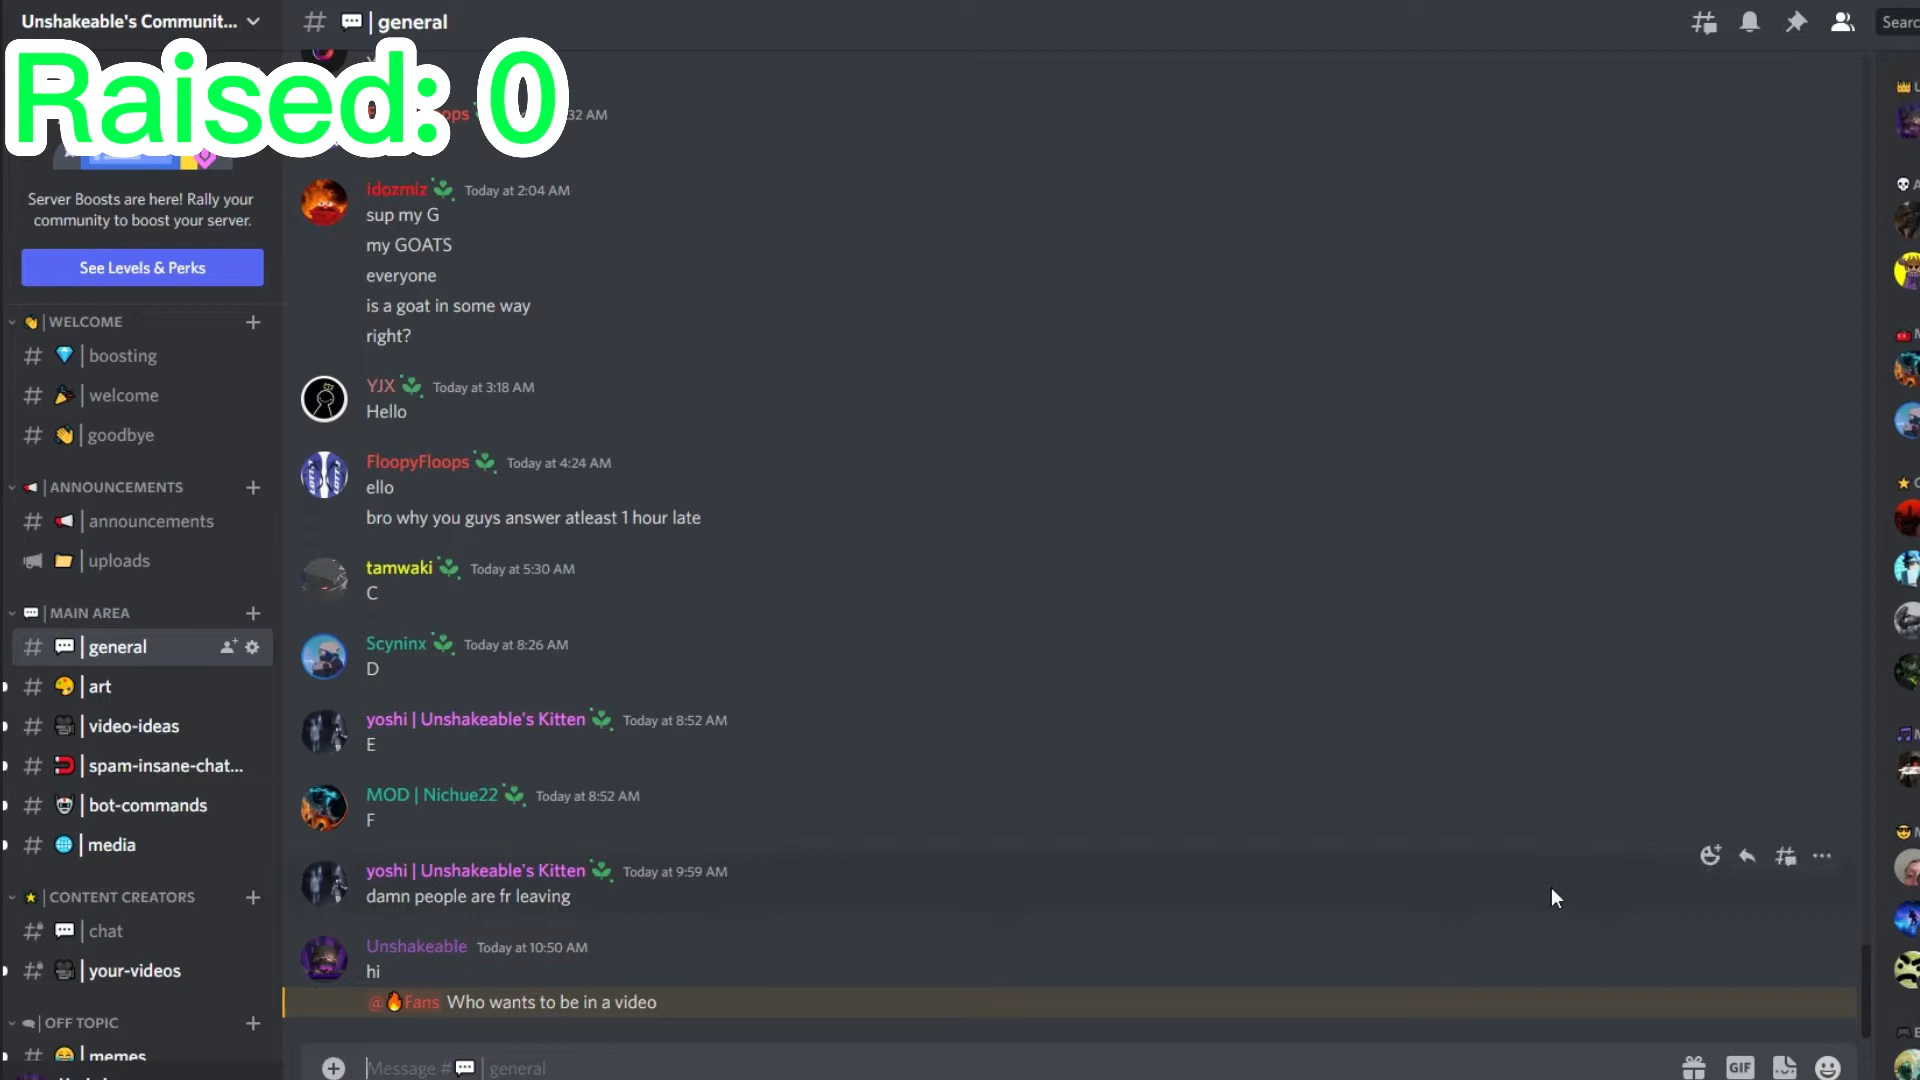 Unshakeable's Communit...
general
Searc
Raised: 0
ops
32 AM
Server Boosts are here! Rally your
community to boost your server.
See Levels & Perks
WELCOME
boosting
welcome
goodbye
ANNOUNCEMENTS
announcements
uploads
MAIN AREA
general
art
video-ideas
spam-insane-chat...
bot-commands
media
CONTENT CREATORS
chat
your-videos
OFF TOPIC
memes
idozmiz Today at 2:04 AM
sup my G
my GOATS
everyone
is a goat in some way
right?
YJX Today at 3:18 AM
Hello
FloopyFloops Today at 4:24 AM
ello
bro why you guys answer atleast 1 hour late
tamwaki Today at 5:30 AM
C
Scyninx Today at 8:26 AM
D
yoshi | Unshakeable's Kitten Today at 8:52 AM
E
MOD | Nichue22 Today at 8:52 AM
F
yoshi | Unshakeable's Kitten Today at 9:59 AM
damn people are fr leaving
Unshakeable Today at 10:50 AM
hi
@🔥Fans Who wants to be in a video
Message #💬 | general
GIF